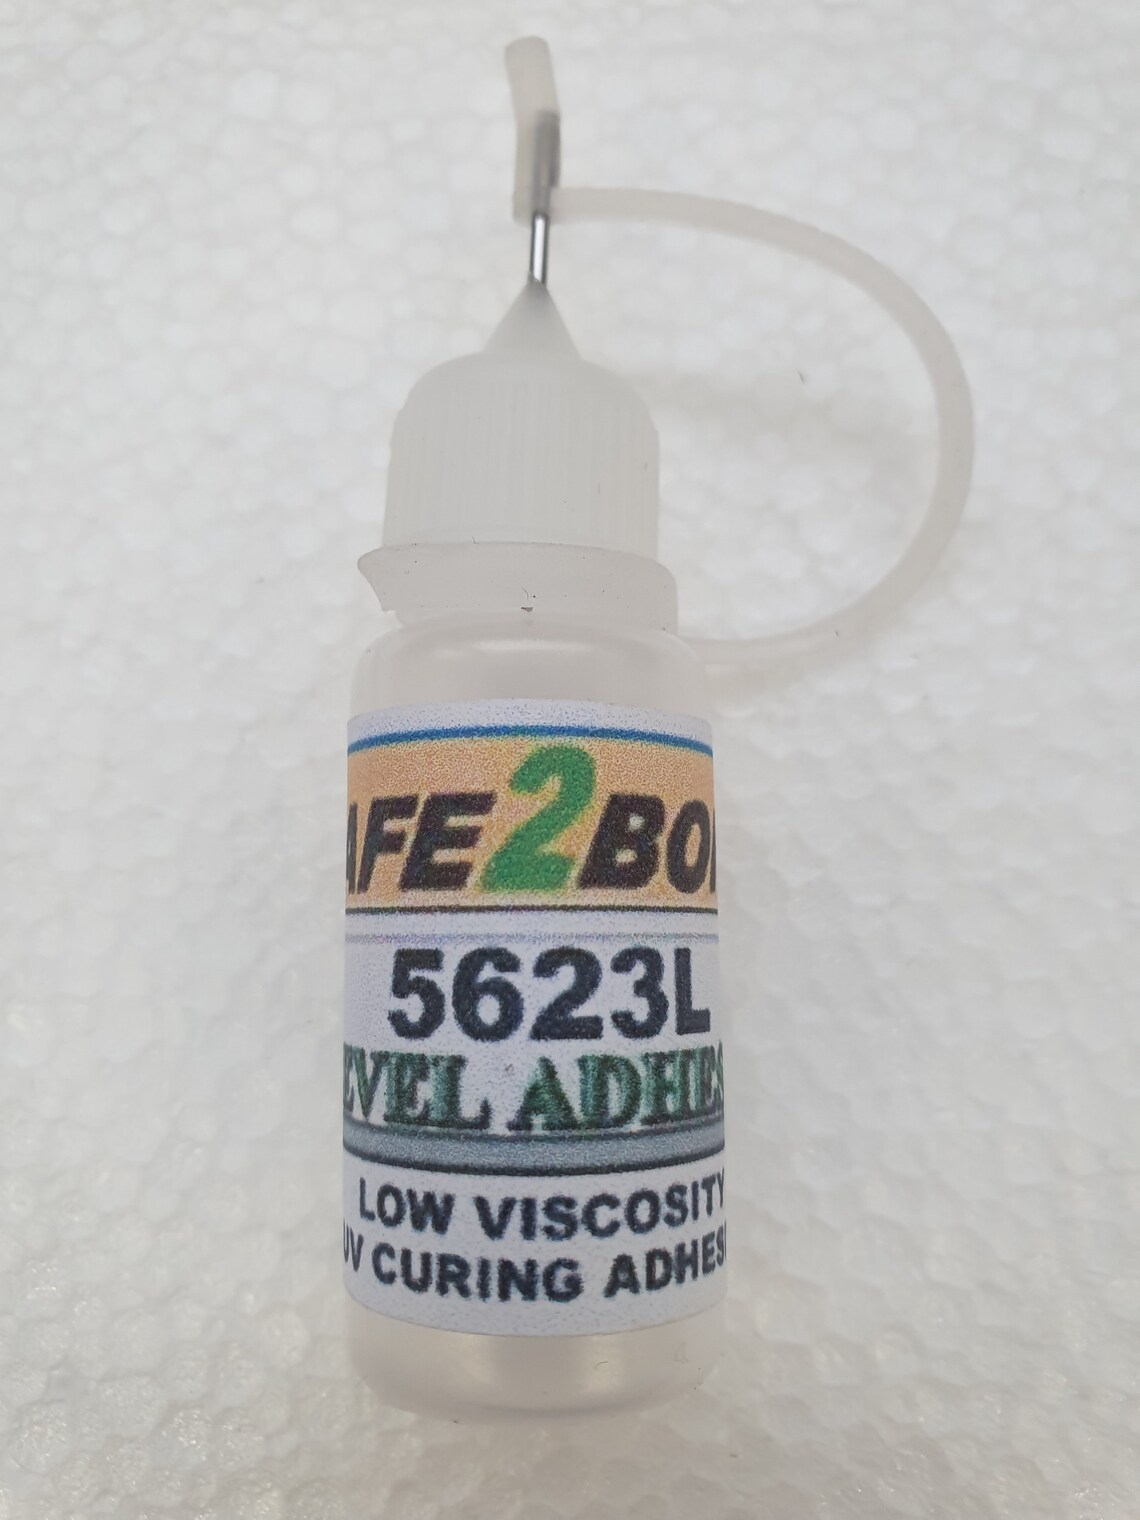 AFE2BO
5623L
EVEL ADHES
LOW VISCOSITY
UV CURING ADHES